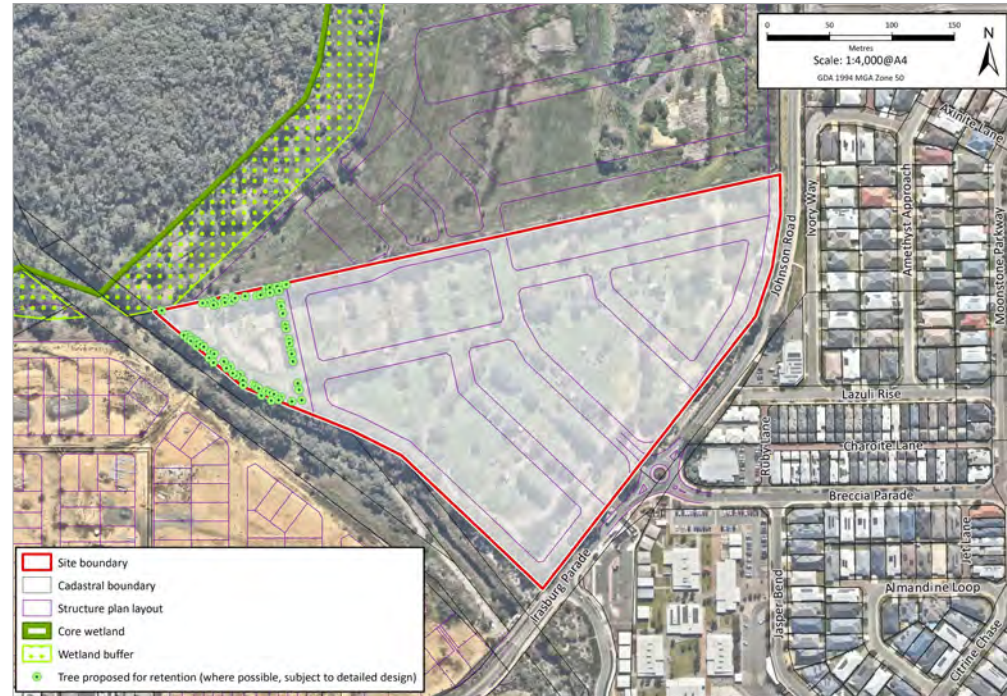 0 50 100 150
Metres
Scale: 1:4,000@A4
GDA 1994 MGA Zone 50
N
Axinite Lane
Ivory Way
Amethyst Approach
Moonstone Parkway
Johnson Road
Lazuli Rise
Ruby Lane
Charoite Lane
Breccia Parade
Irasburg Parade
Jasper Bend
Jet Lane
Almandine Loop
Citrine Chase
Site boundary
Cadastral boundary
Structure plan layout
Core wetland
Wetland buffer
Tree proposed for retention (where possible, subject to detailed design)